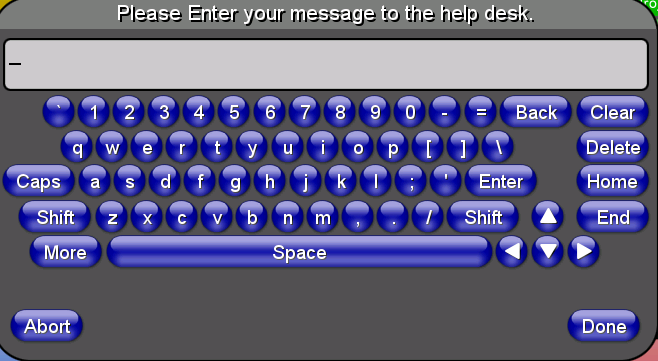 Please Enter your message to the help desk.
_
` 1 2 3 4 5 6 7 8 9 0 - = Back Clear
q w e r t y u i o p [ ] \ Delete
Caps a s d f g h j k l ; ' Enter Home
Shift z x c v b n m , . / Shift ▲ End
More Space ◀ ▼ ▶
Abort Done